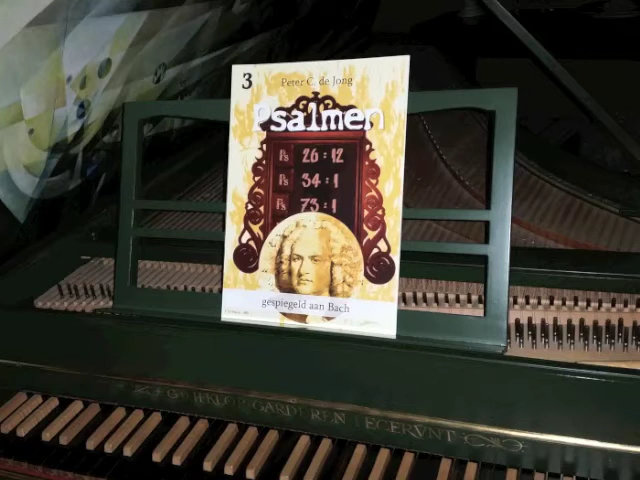 3
Peter C. de Jong
Psalmen
Ps 26:12
Ps 34:1
Ps 73:1
gespiegeld aan Bach
GARDEREN FECERVNT